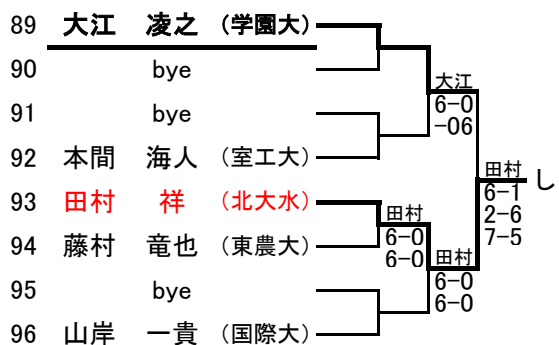 89 大江 凌之 (学園大)
90 bye
大江
91 bye
6-0
-06
92 本間 海人 (室工大)
田村
し
6-1
93 田村 祥 (北大水)
田村
2-6
6-0
7-5
94 藤村 竜也 (東農大)
6-0
田村
6-0
95 bye
6-0
96 山岸 一貴 (国際大)